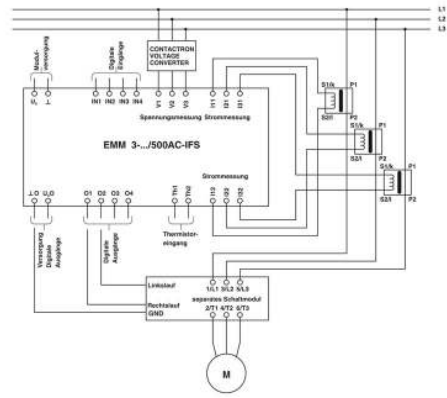 L1
L2
L3
Modul-
versorgung
Digitale
Eingänge
CONTACTRON
VOLTAGE
CONVERTER
IN1 IN2 IN3 IN4
V1 V2 V3
I11 I21 I31
Spannungsmessung Strommessung
EMM 3-.../500AC-IFS
Strommessung
O1 O2 O3 O4
Th1 Th2
I12 I22 I32
S1/k P1
S2/l P2
S1/k P1
S2/l P2
S1/k P1
S2/l P2
Versorgung
Digitale
Ausgänge
Digitale
Ausgänge
Thermistor-
eingang
Linkslauf
Rechtslauf
GND
1/L1 3/L2 5/L3
separates Schaltmodul
2/T1 4/T2 6/T3
M